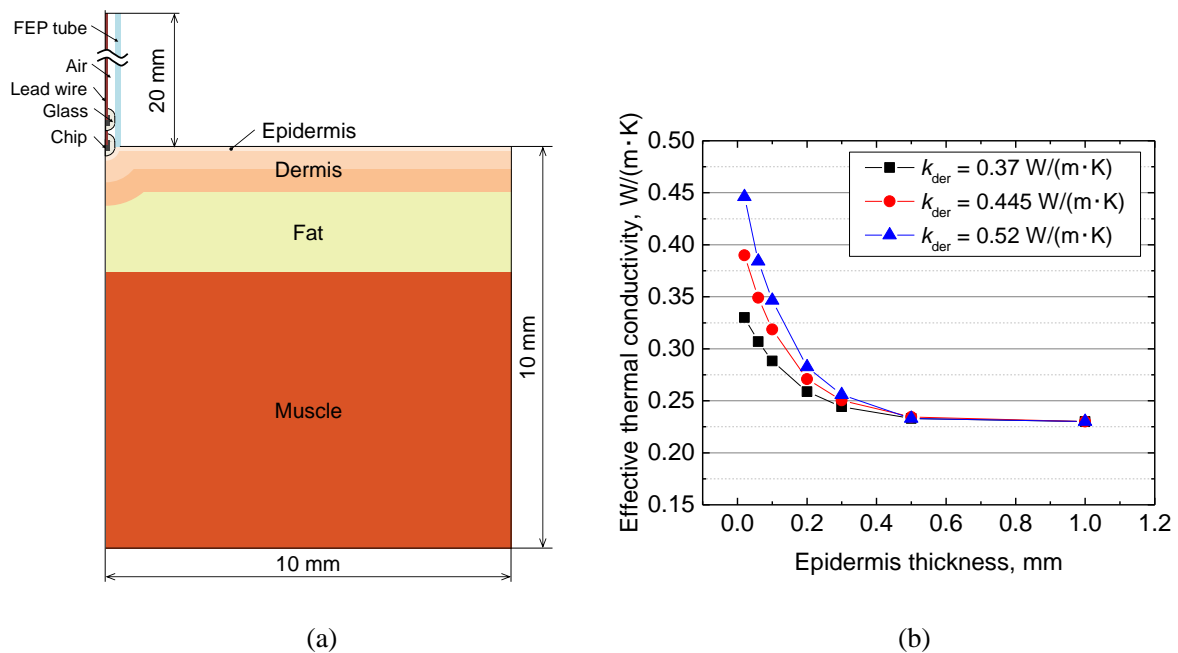 FEP tube
Air
Lead wire
Glass
Chip
20 mm
Epidermis
Dermis
Fat
Muscle
10 mm
10 mm
(a)
Effective thermal conductivity, W/(m·K)
0.50
0.45
0.40
0.35
0.30
0.25
0.20
0.15
k_der = 0.37 W/(m·K)
k_der = 0.445 W/(m·K)
k_der = 0.52 W/(m·K)
0.0 0.2 0.4 0.6 0.8 1.0 1.2
Epidermis thickness, mm
(b)